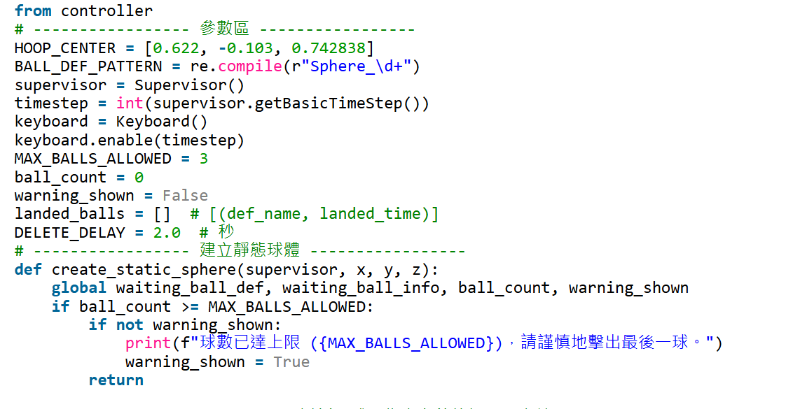 from controller
# ----------------- 參數區 -----------------
HOOP_CENTER = [0.622, -0.103, 0.742838]
BALL_DEF_PATTERN = re.compile(r"Sphere_\d+")
supervisor = Supervisor()
timestep = int(supervisor.getBasicTimeStep())
keyboard = Keyboard()
keyboard.enable(timestep)
MAX_BALLS_ALLOWED = 3
ball_count = 0
warning_shown = False
landed_balls = []  # [(def_name, landed_time)]
DELETE_DELAY = 2.0  # 秒
# ----------------- 建立靜態球體 -----------------
def create_static_sphere(supervisor, x, y, z):
    global waiting_ball_def, waiting_ball_info, ball_count, warning_shown
    if ball_count >= MAX_BALLS_ALLOWED:
        if not warning_shown:
            print(f"球數已達上限 ({MAX_BALLS_ALLOWED})，請謹慎地擊出最後一球。")
            warning_shown = True
        return